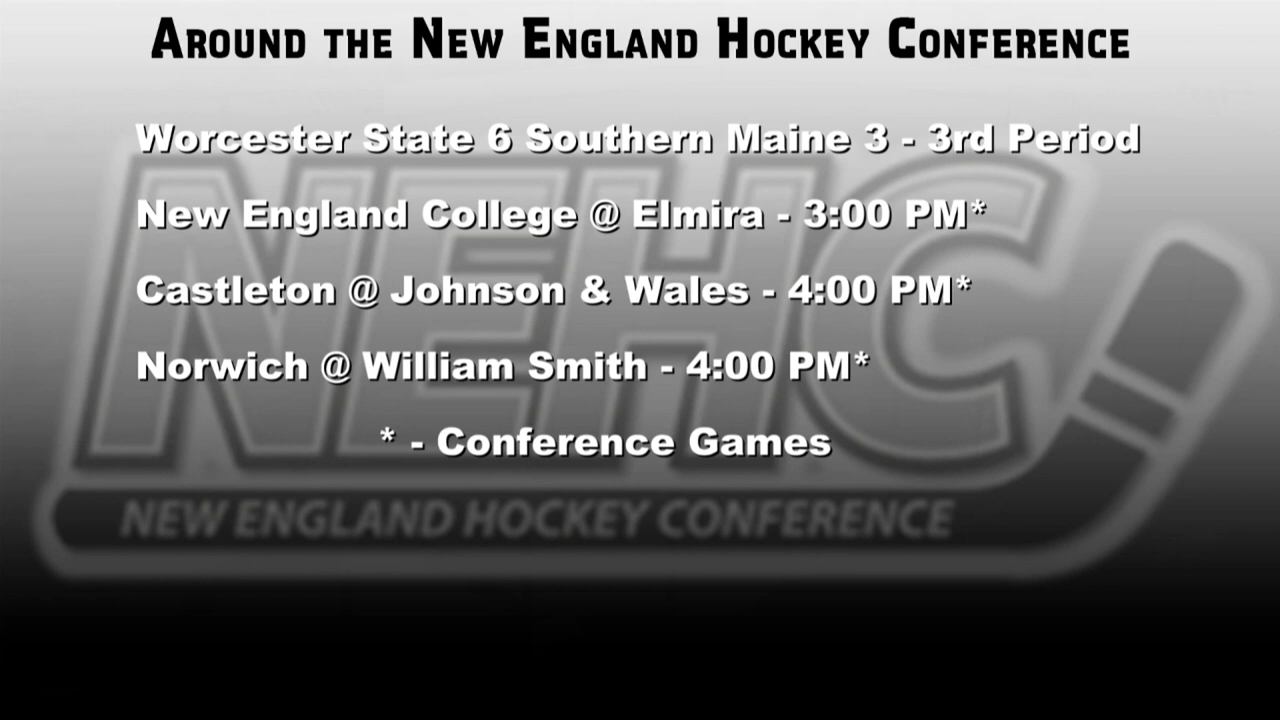 Around the New England Hockey Conference
Worcester State 6 Southern Maine 3 - 3rd Period
New England College @ Elmira - 3:00 PM*
Castleton @ Johnson & Wales - 4:00 PM*
Norwich @ William Smith - 4:00 PM*
* - Conference Games
NEHC
NEW ENGLAND HOCKEY CONFERENCE